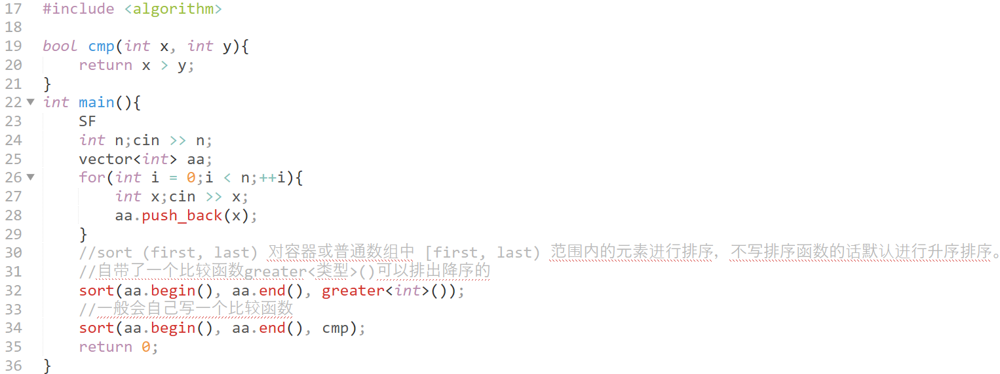 17 #include <algorithm>
18
19 bool cmp(int x, int y){
20     return x > y;
21 }
22 int main(){
23     SF
24     int n;cin >> n;
25     vector<int> aa;
26     for(int i = 0;i < n;++i){
27         int x;cin >> x;
28         aa.push_back(x);
29     }
30     //sort (first, last) 对容器或普通数组中 [first, last) 范围内的元素进行排序，不写排序函数的话默认进行升序排序。
31     //自带了一个比较函数greater<类型>()可以排出降序的
32     sort(aa.begin(), aa.end(), greater<int>());
33     //一般会自己写一个比较函数
34     sort(aa.begin(), aa.end(), cmp);
35     return 0;
36 }